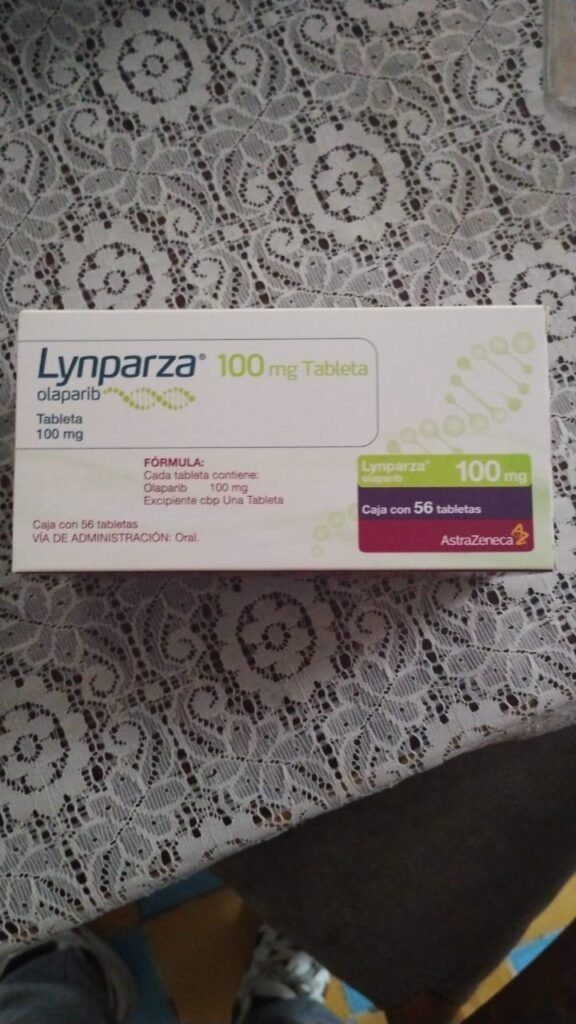 Lynparza® 100 mg Tableta
olaparib
Tableta
100 mg
FÓRMULA:
Cada tableta contiene:
Olaparib 100 mg
Excipiente cbp Una Tableta
Caja con 56 tabletas
VÍA DE ADMINISTRACIÓN: Oral.
Lynparza® 100 mg
olaparib
Caja con 56 tabletas
AstraZeneca